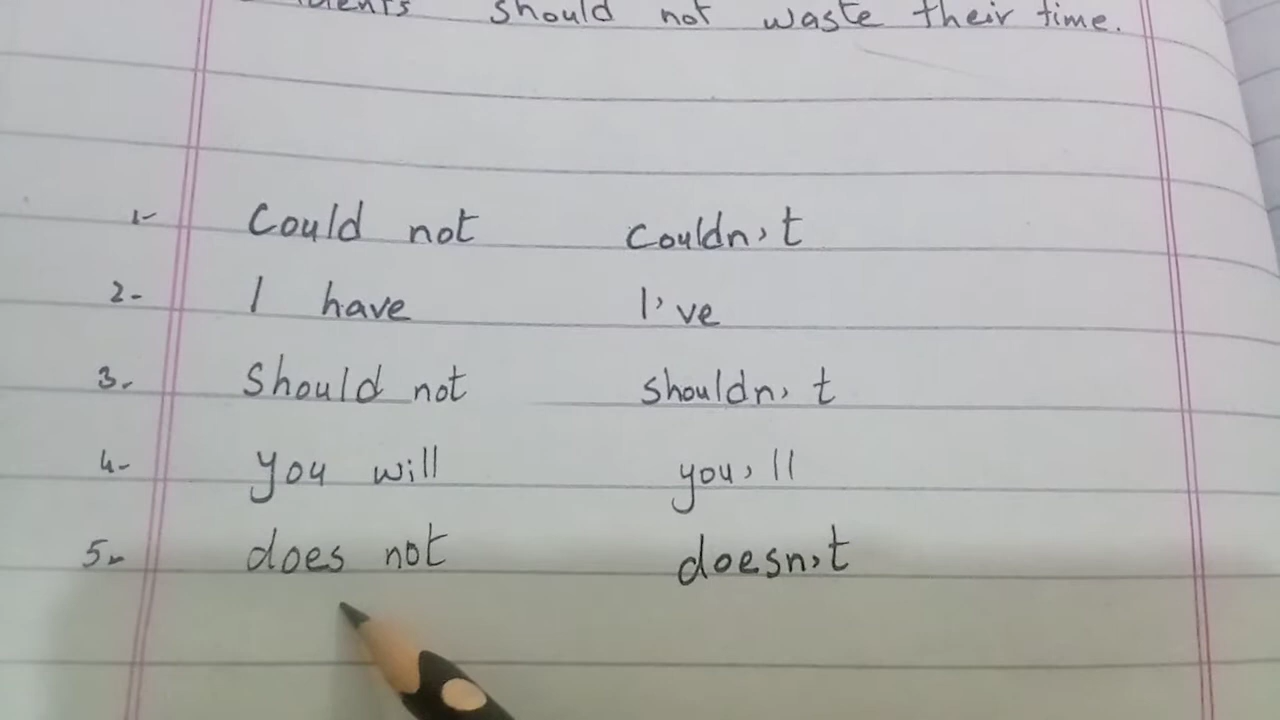 should not waste their time.
1- Could not couldn,t
2- I have I've
3- Should not shouldn,t
4- you will you,ll
5- does not doesn,t